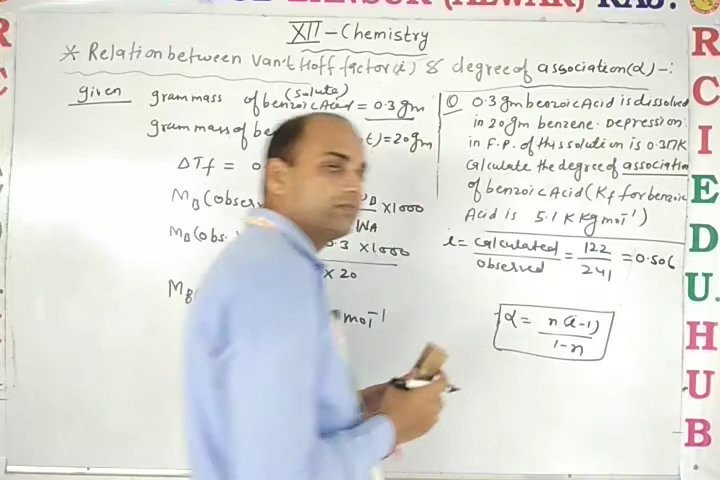 XII - Chemistry
* Relation between Van't Hoff factor (i) & degree of association (α) -:
given gram mass of benzoic Acid (solute) = 0.3 gm
gram mass of be t) = 20 gm
ΔTf = 0
MB (obser B × 1000
WA
MB (obs. 0.3 × 1000
× 20
MB mol⁻¹
Q 0.3 gm benzoic Acid is dissolved
in 20 gm benzene. Depression
in F.P. of this solution is 0.317K
Calculate the degree of association
of benzoic Acid (Kf for benzoic
Acid is 5.1 K Kg mol⁻¹)
i = calculated / observed = 122 / 241 = 0.506
α = n(i-1) / 1-n
R
C
I
E
D
U
H
U
B